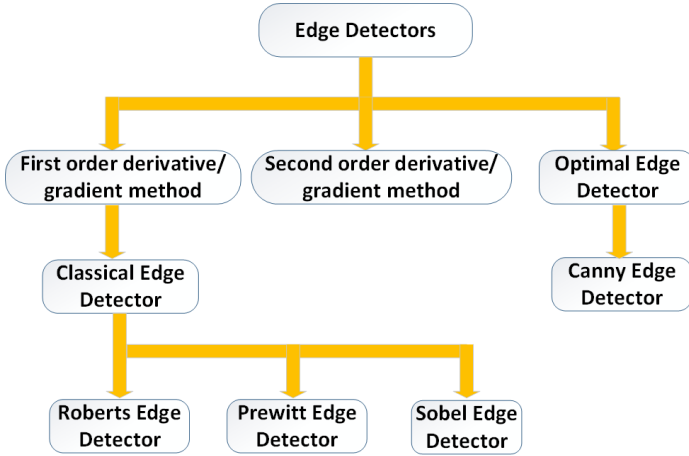 Edge Detectors
First order derivative/
gradient method
Second order derivative/
gradient method
Optimal Edge
Detector
Classical Edge
Detector
Canny Edge
Detector
Roberts Edge
Detector
Prewitt Edge
Detector
Sobel Edge
Detector